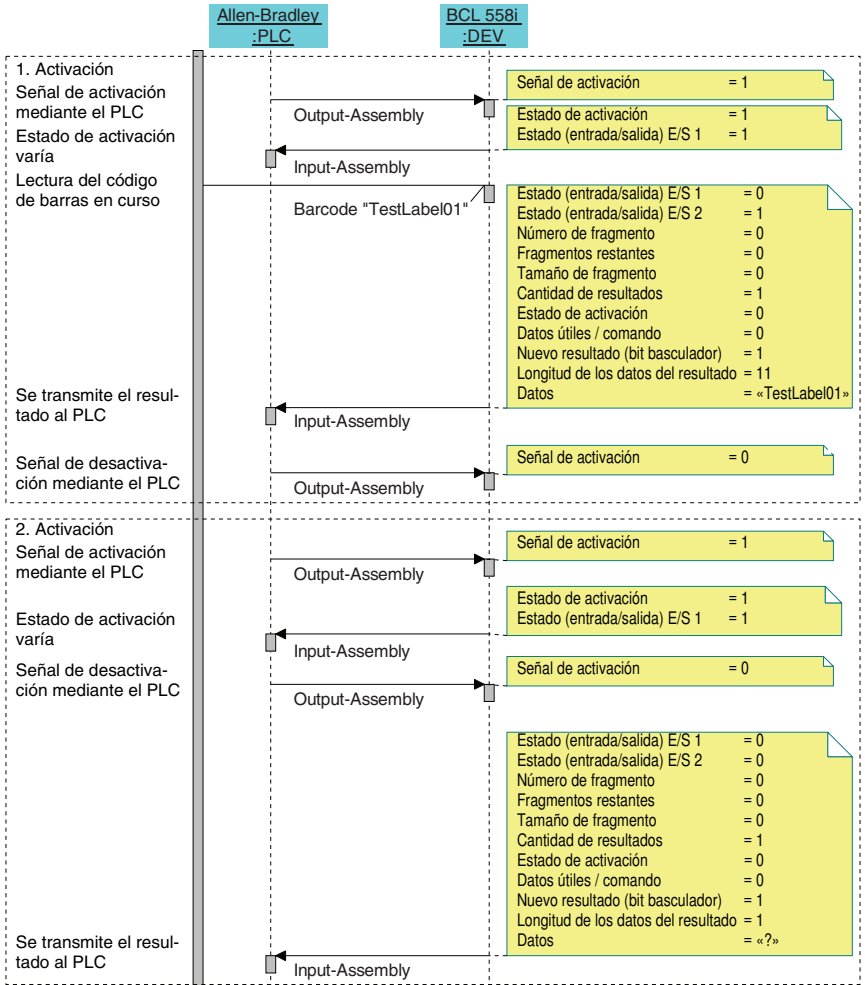 Allen-Bradley
:PLC
BCL 558i
:DEV
1. Activación
Señal de activación
mediante el PLC
Output-Assembly
Señal de activación = 1
Estado de activación
varía
Input-Assembly
Estado de activación = 1
Estado (entrada/salida) E/S 1 = 1
Lectura del código
de barras en curso
Barcode "TestLabel01"
Estado (entrada/salida) E/S 1 = 0
Estado (entrada/salida) E/S 2 = 1
Número de fragmento = 0
Fragmentos restantes = 0
Tamaño de fragmento = 0
Cantidad de resultados = 1
Estado de activación = 0
Datos útiles / comando = 0
Nuevo resultado (bit basculador) = 1
Longitud de los datos del resultado = 11
Datos = «TestLabel01»
Se transmite el resul-
tado al PLC
Input-Assembly
Señal de desactiva-
ción mediante el PLC
Output-Assembly
Señal de activación = 0
2. Activación
Señal de activación
mediante el PLC
Output-Assembly
Señal de activación = 1
Estado de activación
varía
Input-Assembly
Estado de activación = 1
Estado (entrada/salida) E/S 1 = 1
Señal de desactiva-
ción mediante el PLC
Output-Assembly
Señal de activación = 0
Estado (entrada/salida) E/S 1 = 0
Estado (entrada/salida) E/S 2 = 0
Número de fragmento = 0
Fragmentos restantes = 0
Tamaño de fragmento = 0
Cantidad de resultados = 1
Estado de activación = 0
Datos útiles / comando = 0
Nuevo resultado (bit basculador) = 1
Longitud de los datos del resultado = 1
Datos = «?»
Se transmite el resul-
tado al PLC
Input-Assembly